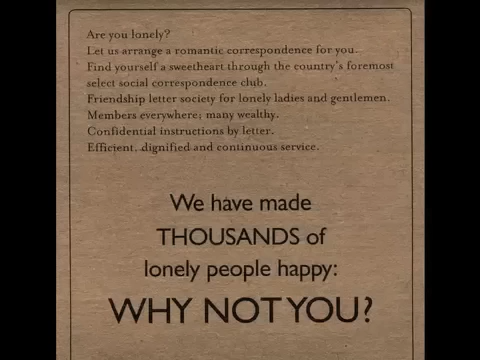 Are you lonely?
Let us arrange a romantic correspondence for you.
Find yourself a sweetheart through the country's foremost
select social correspondence club.
Friendship letter society for lonely ladies and gentlemen.
Members everywhere; many wealthy.
Confidential instructions by letter.
Efficient, dignified and continuous service.
We have made
THOUSANDS of
lonely people happy:
WHY NOT YOU?